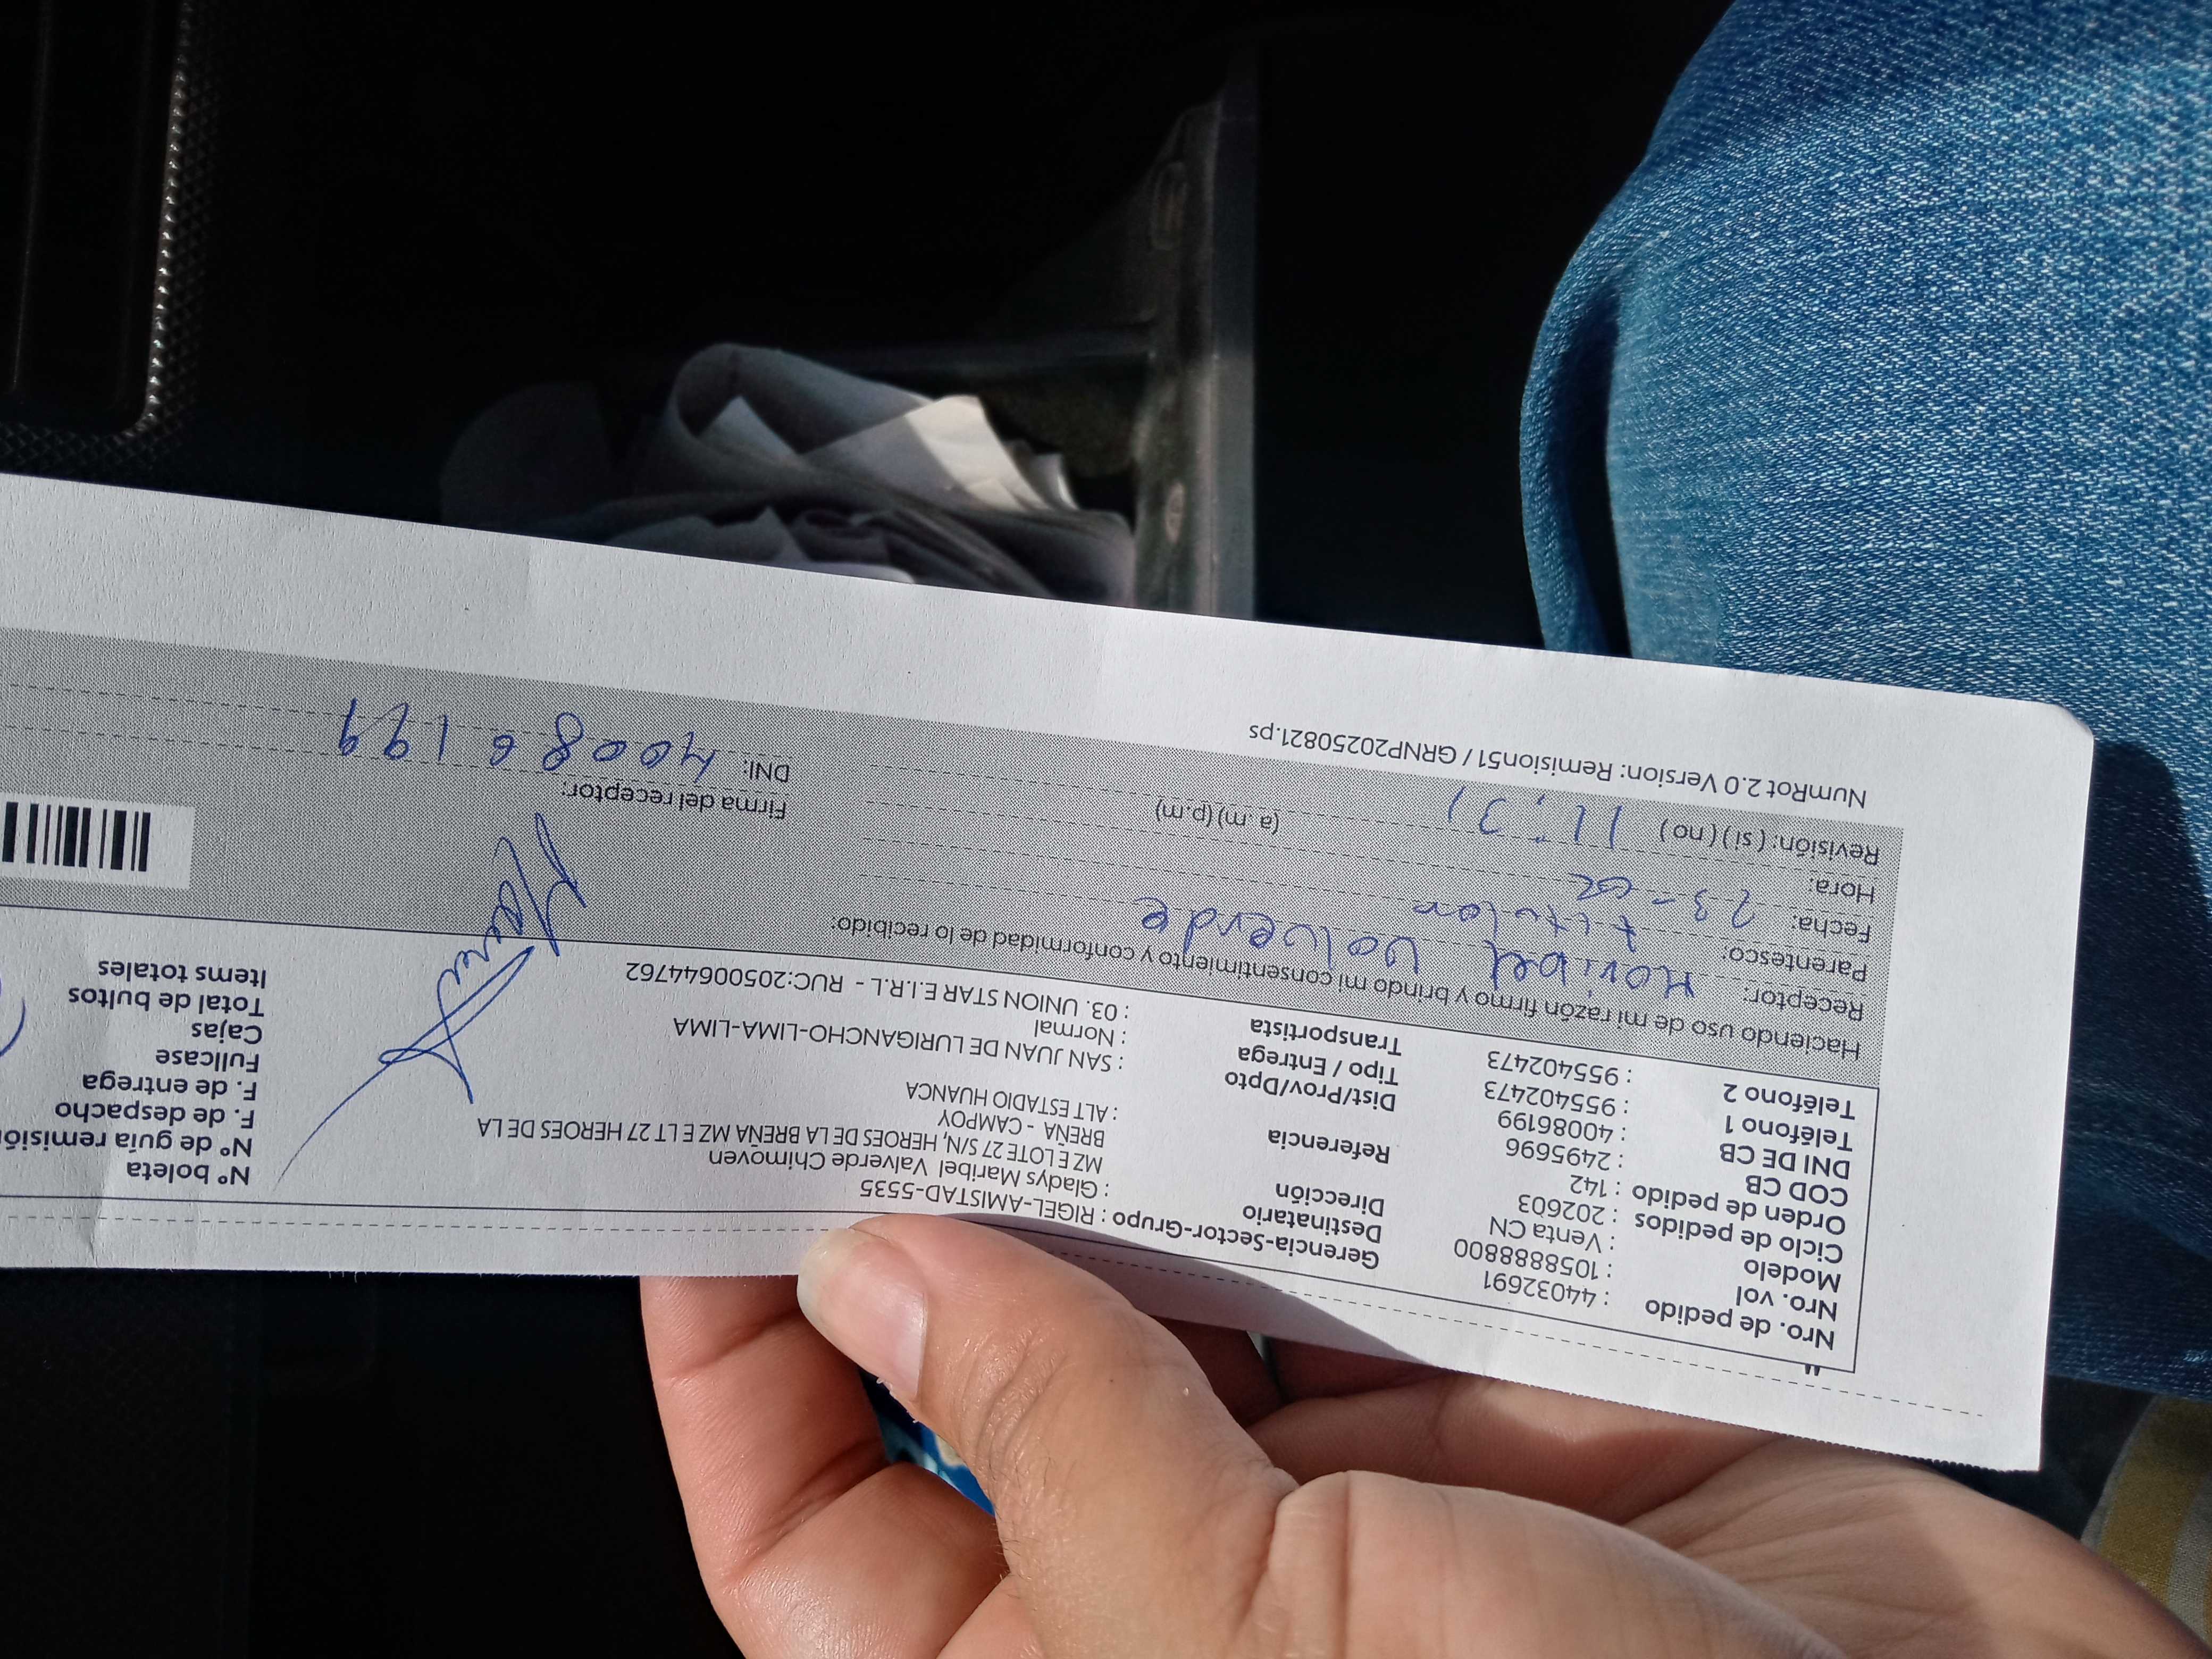 Nro. de pedido : 44032691
Nro. vol : 1058888800
Modelo : Venta CN
Ciclo de pedidos : 202603
Orden de pedido : 142
COD CB : 2495696
DNI DE CB : 40086199
Teléfono 1 : 955402473
Teléfono 2 : 955402473
Gerencia-Sector-Grupo : RIGEL-AMISTAD-5535
Destinatario : Gladys Maribel Valverde Chimoven
Dirección MZ E LOTE 27 S/N, HEROES DE LA BREÑA MZ E LT 27 HEROES DE LA
BREÑA - CAMPOY
Referencia : ALT ESTADIO HUANCA
Dist/Prov/Dpto : SAN JUAN DE LURIGANCHO-LIMA-LIMA
Tipo / Entrega : Normal
Transportista : 03. UNION STAR E.I.R.L - RUC:20500644762
N° boleta
N° de guía remisió
F. de despacho
F. de entrega
Fullcase
Cajas
Total de bultos
Items totales
Haciendo uso de mi razón firmo y brindo mi consentimiento y conformidad de lo recibido:
Receptor: Maribel Valverde
Parentesco: titular
Fecha: 23-02
Hora: 11:31 (a.m) (p.m)
Revisión: ( si ) ( no )
Firma del receptor:
DNI: 40086199
NumRot 2.0 Version: Remision51 / GRNP20250821.ps